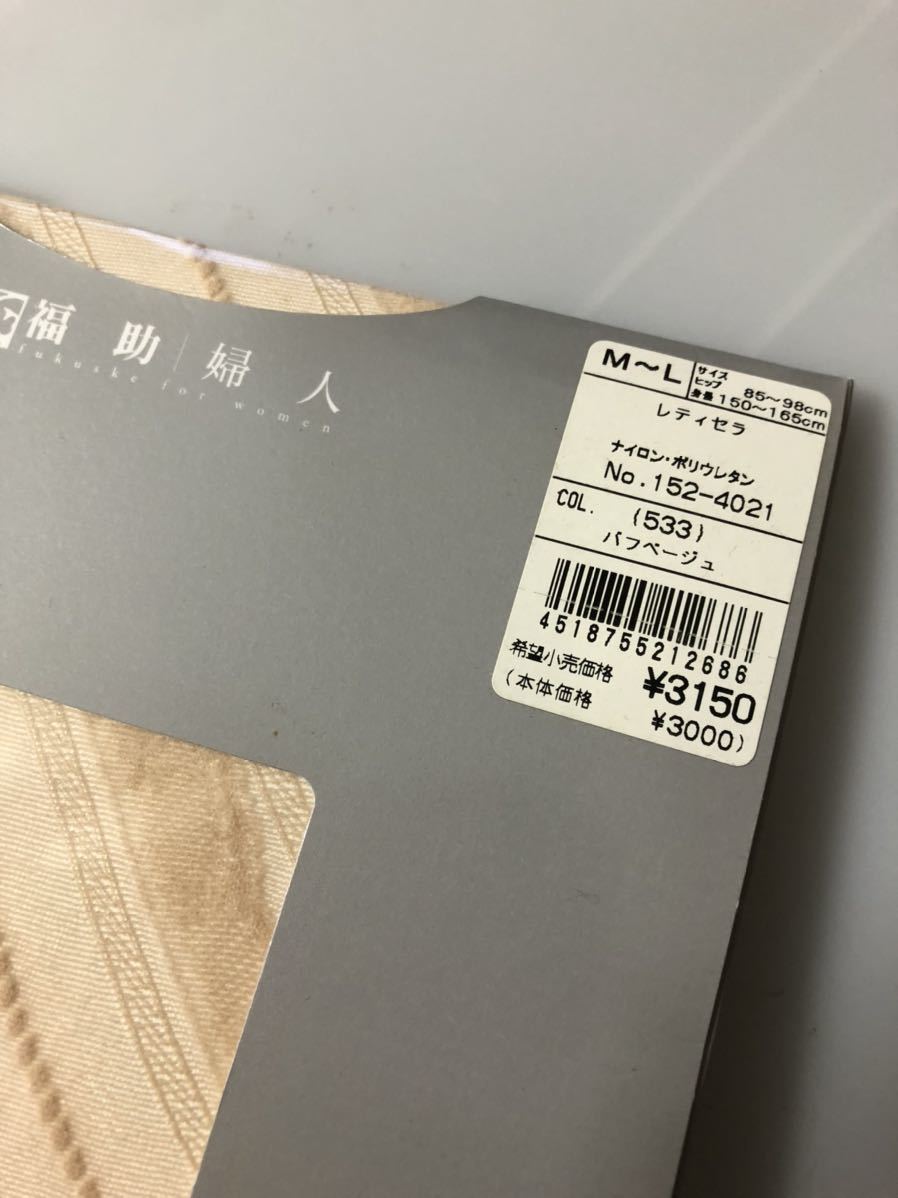 福助 | 婦人
fukuske for women
M〜L
サイズ
ヒップ 85〜98cm
身長 150〜165cm
レティセラ
ナイロン・ポリウレタン
No.152-4021
COL. (533)
パフベージュ
4518755212686
希望小売価格 ¥3150
(本体価格 ¥3000)